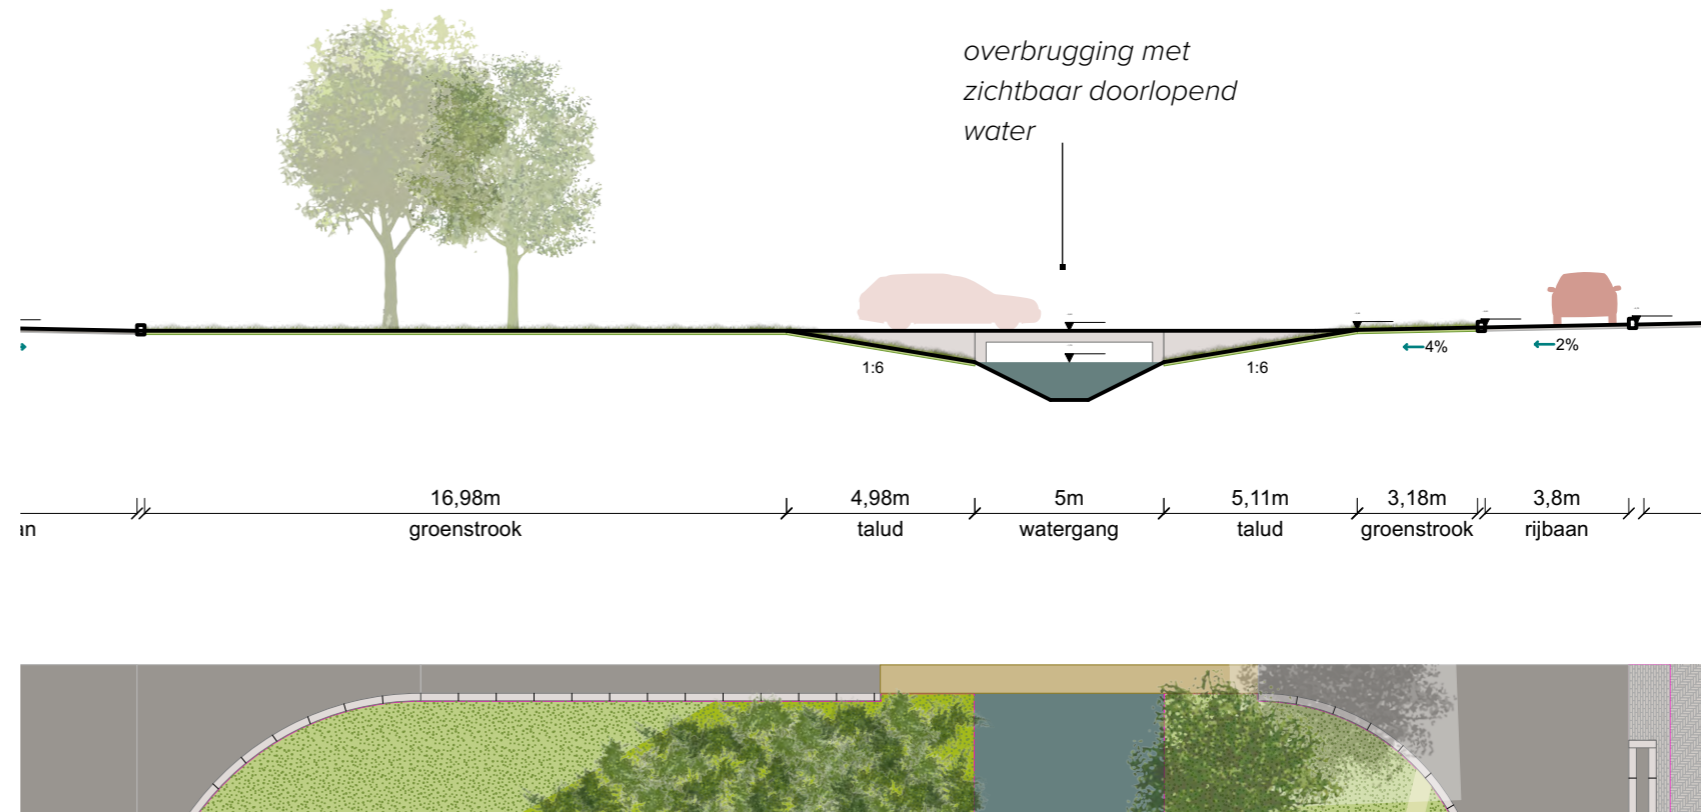 overbrugging met
zichtbaar doorlopend
water
1:6
1:6
4%
2%
16,98m
4,98m
5m
5,11m
3,18m
3,8m
an
groenstrook
talud
watergang
talud
groenstrook
rijbaan